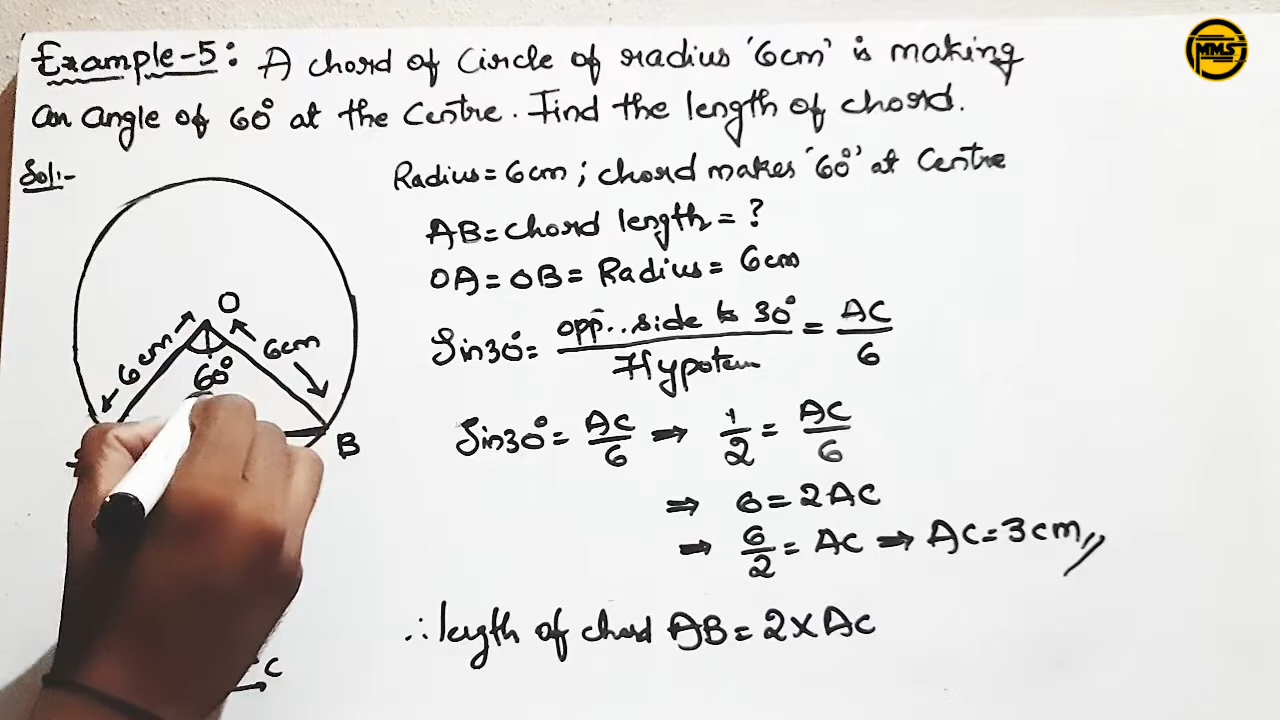 MMS
Example-5: A chord of Circle of radius '6cm' is making
an angle of 60° at the Centre. Find the length of chord.
Sol:-
Radius = 6cm ; chord makes '60°' at Centre
AB = chord length = ?
OA = OB = Radius = 6cm
Sin30° = opp. side to 30° / Hypoten = AC / 6
Sin30° = AC / 6 ⇒ 1/2 = AC / 6
⇒ 6 = 2AC
⇒ 6/2 = AC ⇒ AC = 3cm //
∴ length of chord AB = 2 × AC
O
6cm
6cm
60°
B
C